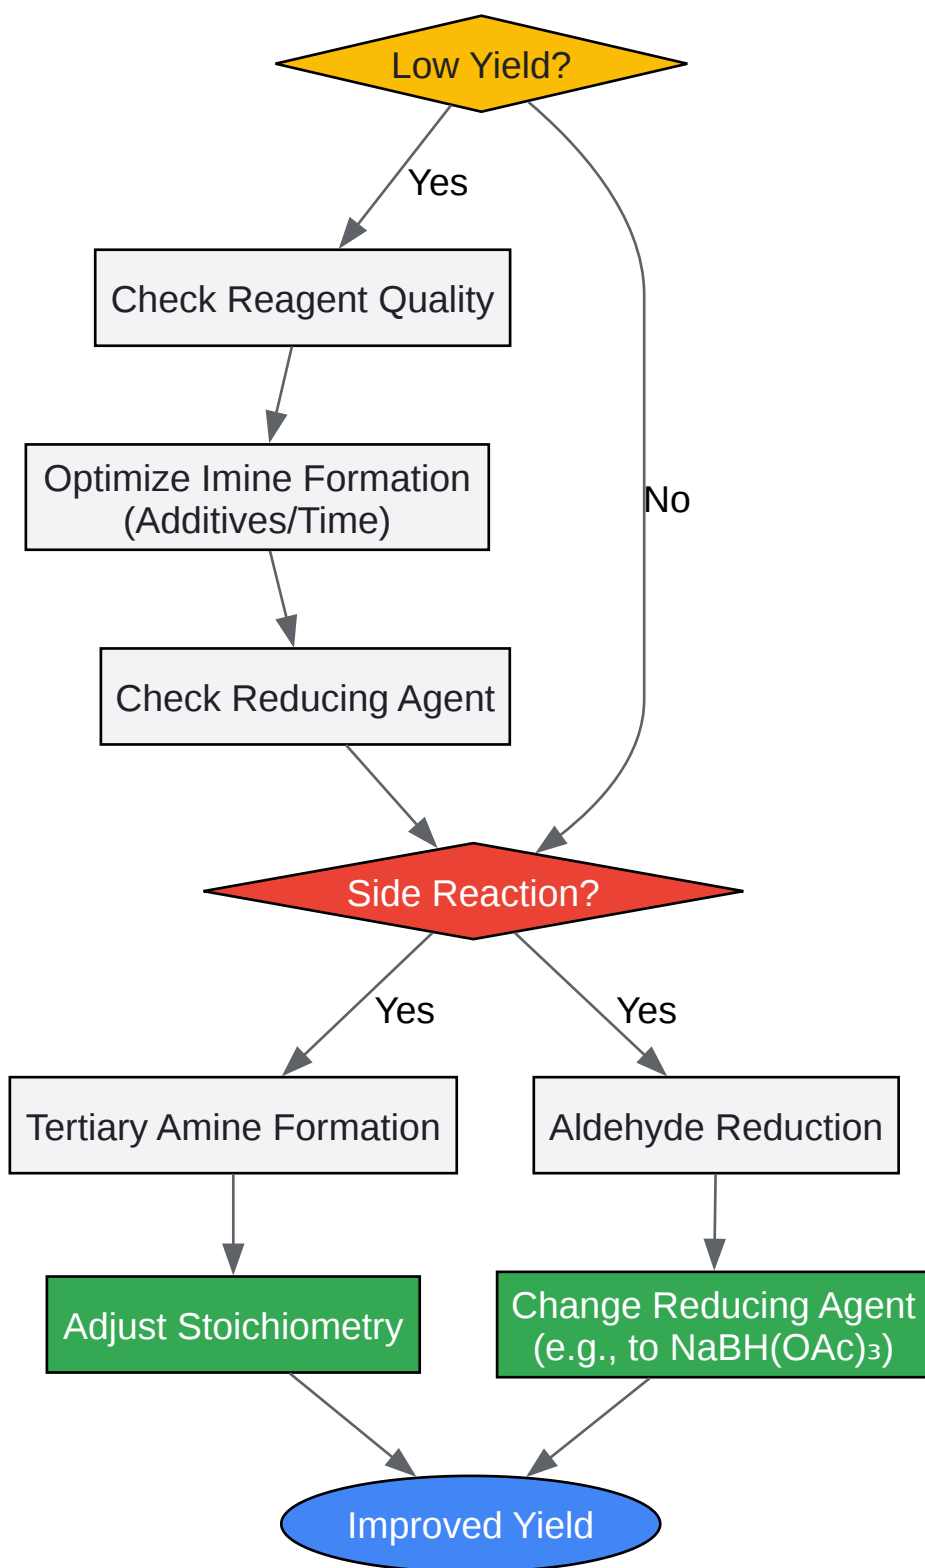 Low Yield?
Yes
Check Reagent Quality
Optimize Imine Formation
(Additives/Time)
No
Check Reducing Agent
Side Reaction?
Yes
Yes
Tertiary Amine Formation
Aldehyde Reduction
Adjust Stoichiometry
Change Reducing Agent
(e.g., to NaBH(OAc)₃)
Improved Yield